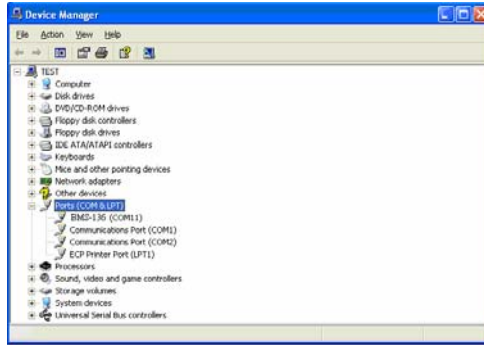 Device Manager
File Action View Help
TEST
Computer
Disk drives
DVD/CD-ROM drives
Floppy disk controllers
Floppy disk drives
IDE ATA/ATAPI controllers
Keyboards
Mice and other pointing devices
Network adapters
Other devices
Ports (COM & LPT)
BMS-136 (COM11)
Communications Port (COM1)
Communications Port (COM2)
ECP Printer Port (LPT1)
Processors
Sound, video and game controllers
Storage volumes
System devices
Universal Serial Bus controllers